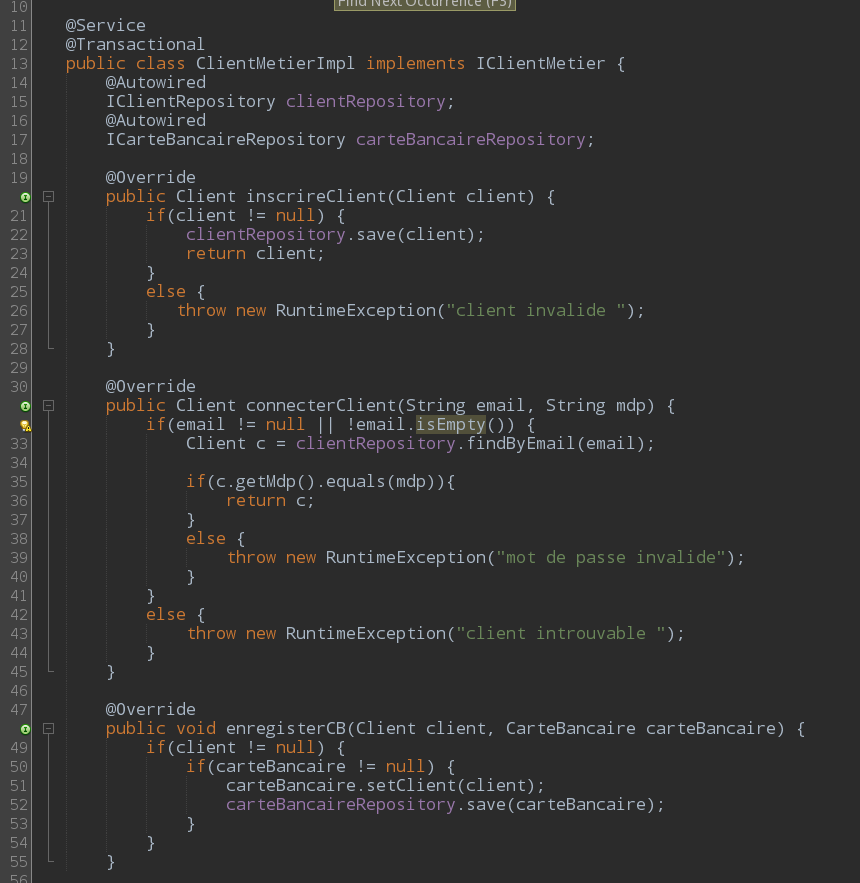 Find Next Occurrence (F3)
10
11 @Service
12 @Transactional
13 public class ClientMetierImpl implements IClientMetier {
14 @Autowired
15 IClientRepository clientRepository;
16 @Autowired
17 ICarteBancaireRepository carteBancaireRepository;
18
19 @Override
public Client inscrireClient(Client client) {
21 if(client != null) {
22 clientRepository.save(client);
23 return client;
24 }
25 else {
26 throw new RuntimeException("client invalide ");
27 }
28 }
29
30 @Override
public Client connecterClient(String email, String mdp) {
if(email != null || !email.isEmpty()) {
33 Client c = clientRepository.findByEmail(email);
34
35 if(c.getMdp().equals(mdp)){
36 return c;
37 }
38 else {
39 throw new RuntimeException("mot de passe invalide");
40 }
41 }
42 else {
43 throw new RuntimeException("client introuvable ");
44 }
45 }
46
47 @Override
public void enregisterCB(Client client, CarteBancaire carteBancaire) {
49 if(client != null) {
50 if(carteBancaire != null) {
51 carteBancaire.setClient(client);
52 carteBancaireRepository.save(carteBancaire);
53 }
54 }
55 }
56